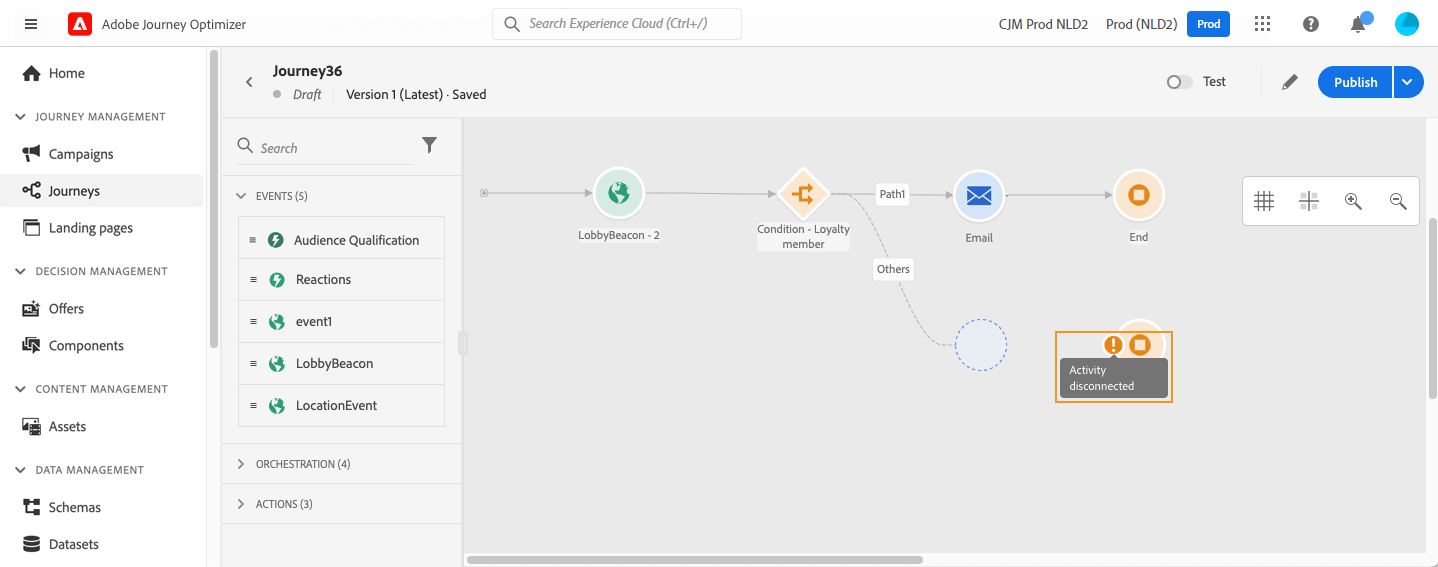 Adobe Journey Optimizer
Search Experience Cloud (Ctrl+/)
CJM Prod NLD2
Prod (NLD2)
Prod
Home
JOURNEY MANAGEMENT
Campaigns
Journeys
Landing pages
DECISION MANAGEMENT
Offers
Components
CONTENT MANAGEMENT
Assets
DATA MANAGEMENT
Schemas
Datasets
Journey36
Draft
Version 1 (Latest) · Saved
Test
Publish
Search
EVENTS (5)
Audience Qualification
Reactions
event1
LobbyBeacon
LocationEvent
ORCHESTRATION (4)
ACTIONS (3)
LobbyBeacon - 2
Condition - Loyalty
member
Path1
Others
Email
End
Activity
disconnected